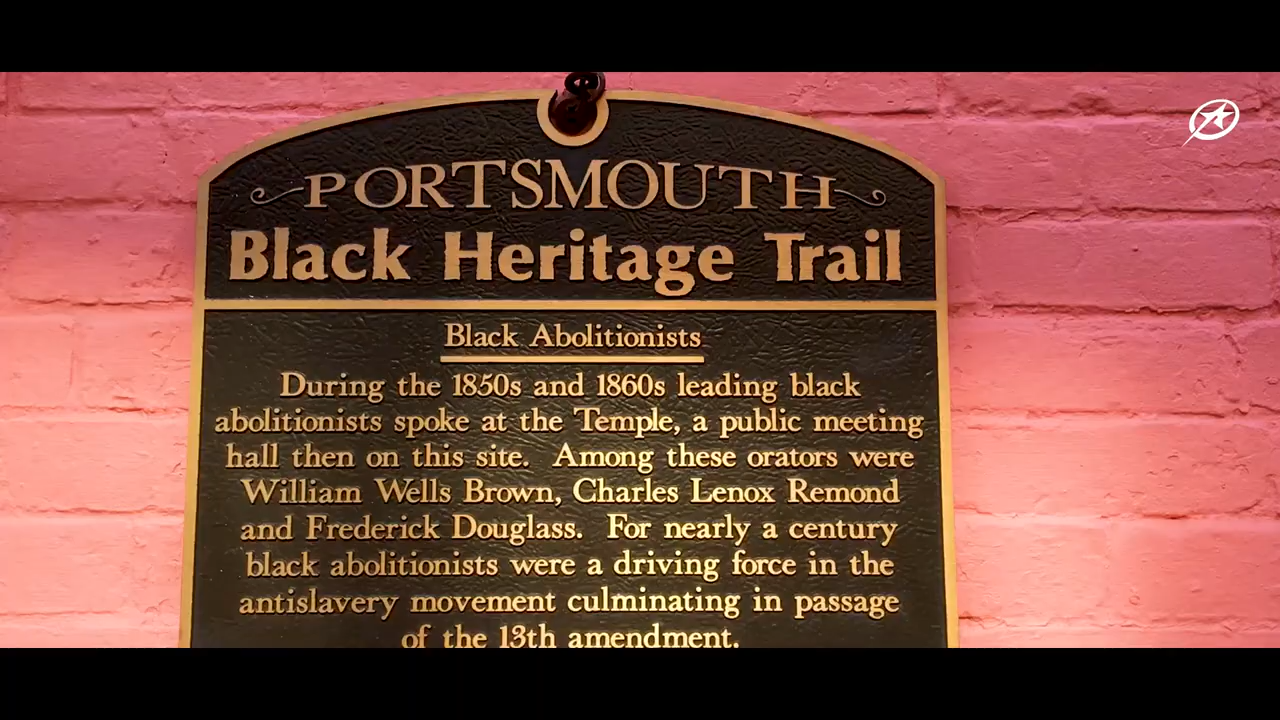 PORTSMOUTH
Black Heritage Trail
Black Abolitionists
During the 1850s and 1860s leading black
abolitionists spoke at the Temple, a public meeting
hall then on this site. Among these orators were
William Wells Brown, Charles Lenox Remond
and Frederick Douglass. For nearly a century
black abolitionists were a driving force in the
antislavery movement culminating in passage
of the 13th amendment.